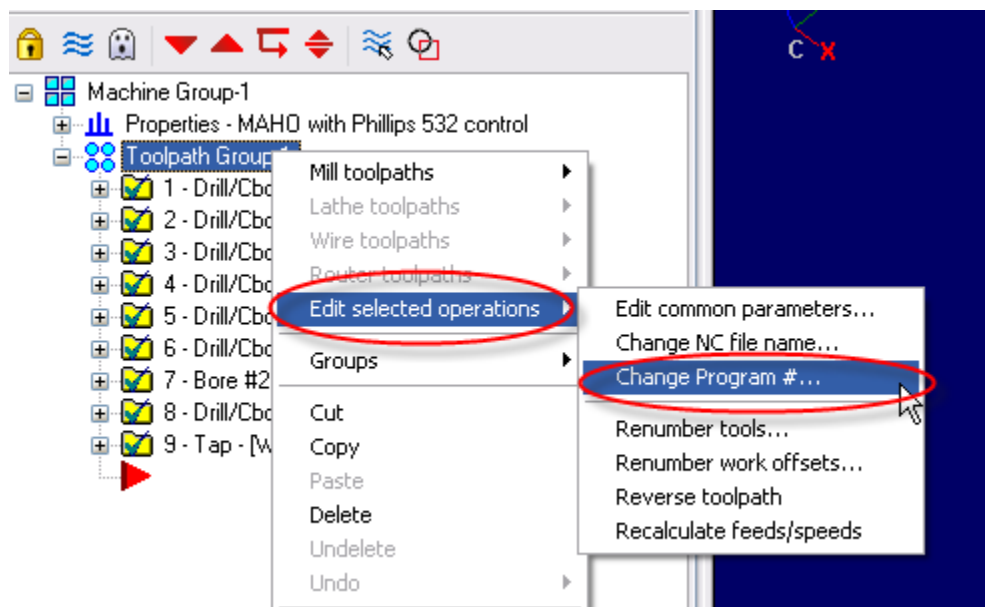 C X
Machine Group-1
Properties - MAHO with Phillips 532 control
Toolpath Group-1
1 - Drill/Cbo
2 - Drill/Cbo
3 - Drill/Cbo
4 - Drill/Cbo
5 - Drill/Cbo
6 - Drill/Cbo
7 - Bore #2
8 - Drill/Cbo
9 - Tap - [W
Mill toolpaths
Lathe toolpaths
Wire toolpaths
Router toolpaths
Edit selected operations
Groups
Cut
Copy
Paste
Delete
Undelete
Undo
Edit common parameters...
Change NC file name...
Change Program #...
Renumber tools...
Renumber work offsets...
Reverse toolpath
Recalculate feeds/speeds